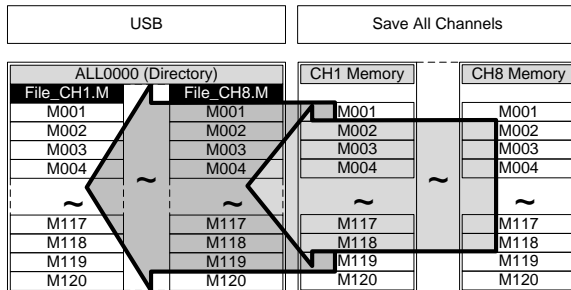 USB Save All Channels
ALL0000 (Directory) CH1 Memory CH8 Memory
File_CH1.M File_CH8.M
M001 M001 M001 M001
M002 M002 M002 M002
M003 M003 M003 M003
M004 M004 M004 M004
~ ~ ~ ~ ~ ~
M117 M117 M117 M117
M118 M118 M118 M118
M119 M119 M119 M119
M120 M120 M120 M120